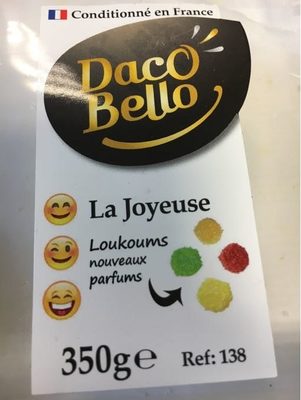 Conditionné en France
Daco
Bello
La Joyeuse
Loukoums
nouveaux
parfums
350g℮ Ref: 138